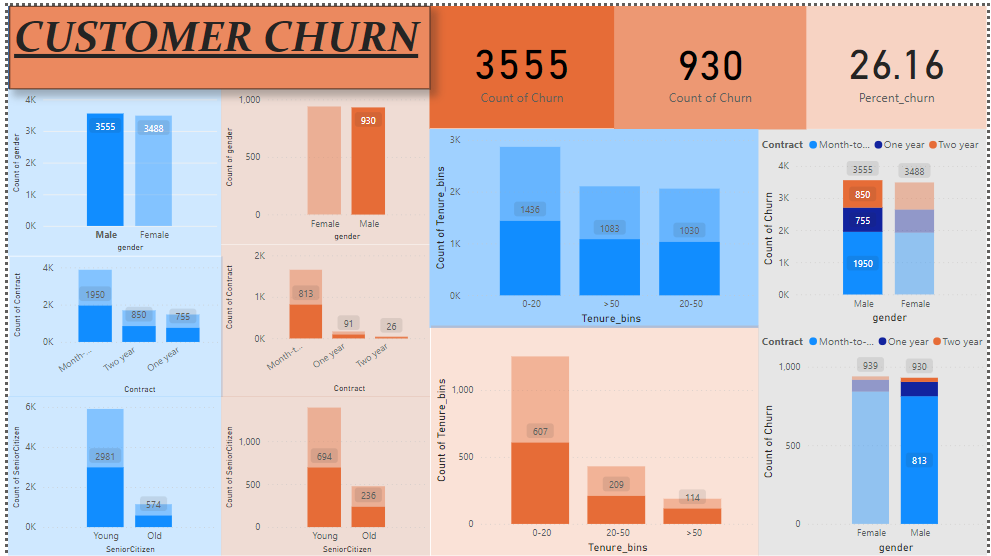 CUSTOMER CHURN
3555
Count of Churn
930
Count of Churn
26.16
Percent_churn
Count of gender
4K
3K
2K
1K
0K
3555
3488
Male
Female
gender
Count of gender
1,000
500
0
930
Female
Male
gender
Count of Tenure_bins
3K
2K
1K
0K
1436
1083
1030
0-20
>50
20-50
Tenure_bins
Contract Month-to... One year Two year
Count of Churn
4K
3K
2K
1K
0K
3555
3488
850
755
1950
Male
Female
gender
Count of Contract
4K
2K
0K
1950
850
755
Month-...
Two year
One year
Contract
Count of Contract
2K
1K
0K
813
91
26
Month-t...
One year
Two year
Contract
Count of Tenure_bins
1,000
500
0
607
209
114
0-20
20-50
>50
Tenure_bins
Contract Month-to-... One year Two year
Count of Churn
1,000
500
0
939
930
813
Female
Male
gender
Count of SeniorCitizen
6K
4K
2K
0K
2981
574
Young
Old
SeniorCitizen
Count of SeniorCitizen
1,000
500
0
694
236
Young
Old
SeniorCitizen